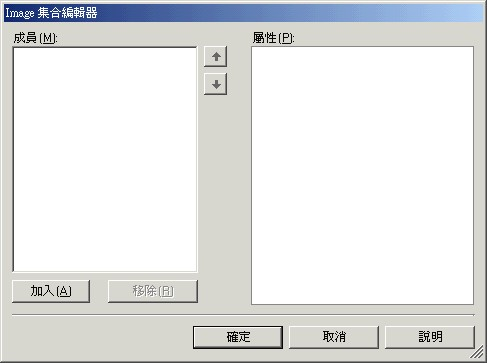 Image 集合編輯器
成員(M):
屬性(P):
加入(A)
移除(R)
確定
取消
說明